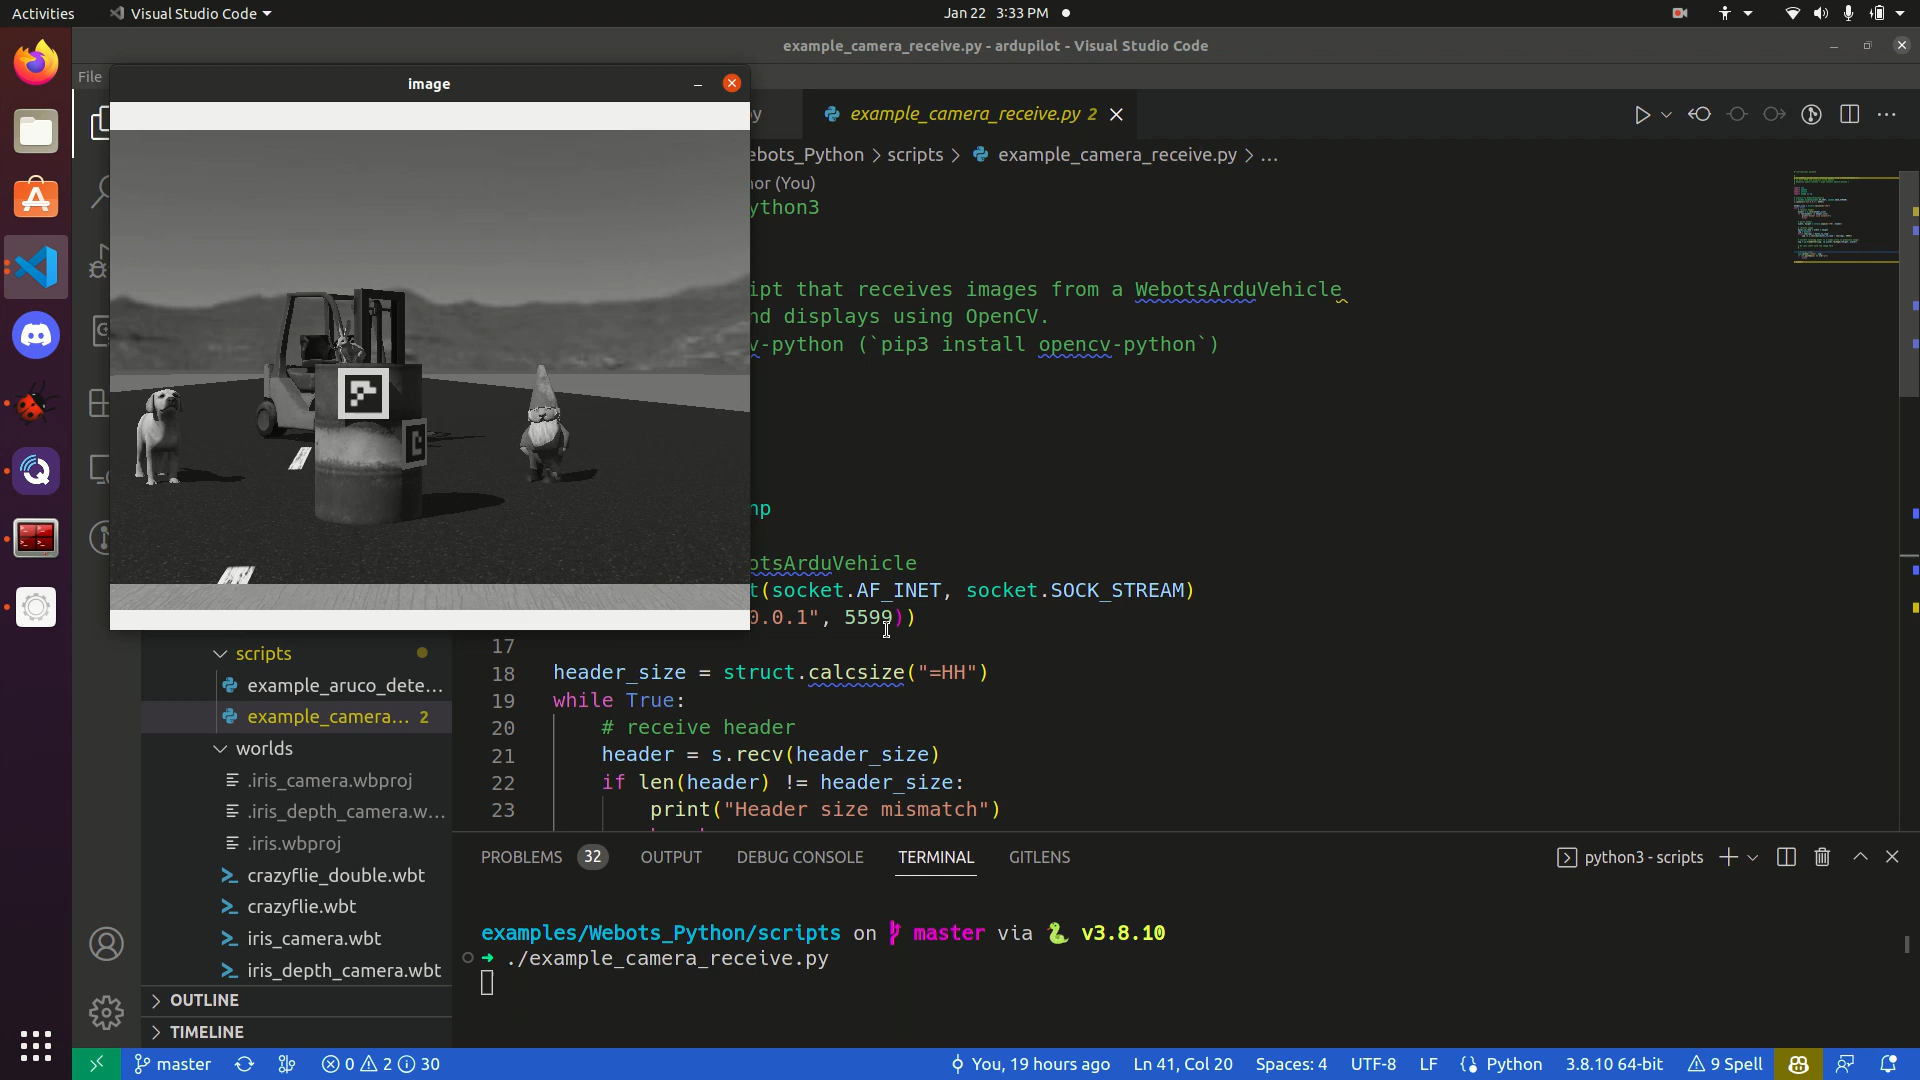 Activities
Visual Studio Code
Jan 22 3:33 PM
example_camera_receive.py - ardupilot - Visual Studio Code
File
image
y
example_camera_receive.py 2
ebots_Python > scripts > example_camera_receive.py > ...
or (You)
ython3
ipt that receives images from a WebotsArduVehicle
nd displays using OpenCV.
v-python (`pip3 install opencv-python`)
np
otsArduVehicle
t(socket.AF_INET, socket.SOCK_STREAM)
0.0.1", 5599))
17
18 header_size = struct.calcsize("=HH")
19 while True:
20 # receive header
21 header = s.recv(header_size)
22 if len(header) != header_size:
23 print("Header size mismatch")
scripts
example_aruco_dete...
example_camera... 2
worlds
.iris_camera.wbproj
.iris_depth_camera.w...
.iris.wbproj
crazyflie_double.wbt
crazyflie.wbt
iris_camera.wbt
iris_depth_camera.wbt
OUTLINE
TIMELINE
PROBLEMS 32 OUTPUT DEBUG CONSOLE TERMINAL GITLENS
python3 - scripts
examples/Webots_Python/scripts on master via v3.8.10
./example_camera_receive.py
master 0 2 30 You, 19 hours ago Ln 41, Col 20 Spaces: 4 UTF-8 LF Python 3.8.10 64-bit 9 Spell